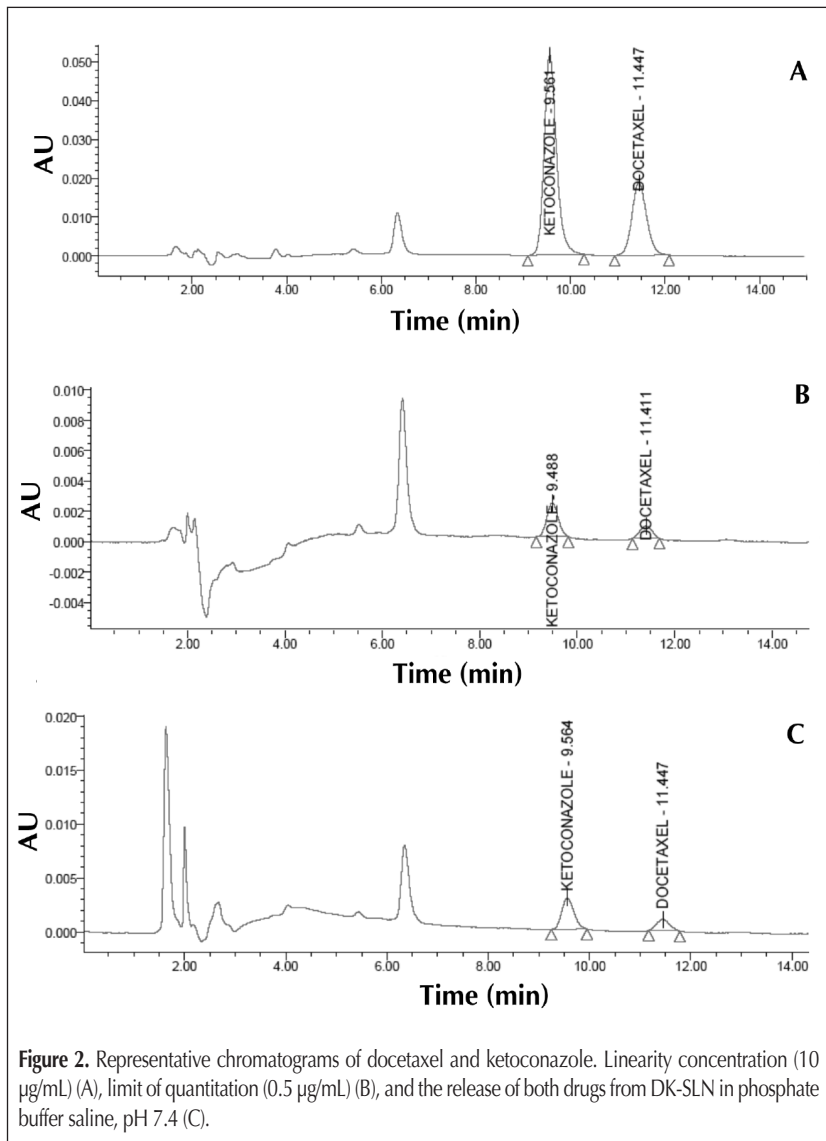 A
AU
0.050
0.040
0.030
0.020
0.010
0.000
KETOCONAZOLE - 9.561
DOCETAXEL - 11.447
2.00 4.00 6.00 8.00 10.00 12.00 14.00
Time (min)
B
AU
0.010
0.008
0.006
0.004
0.002
0.000
-0.002
-0.004
KETOCONAZOLE - 9.488
DOCETAXEL - 11.411
2.00 4.00 6.00 8.00 10.00 12.00 14.00
Time (min)
C
AU
0.020
0.015
0.010
0.005
0.000
KETOCONAZOLE - 9.564
DOCETAXEL - 11.447
2.00 4.00 6.00 8.00 10.00 12.00 14.00
Time (min)
Figure 2. Representative chromatograms of docetaxel and ketoconazole. Linearity concentration (10
µg/mL) (A), limit of quantitation (0.5 µg/mL) (B), and the release of both drugs from DK-SLN in phosphate
buffer saline, pH 7.4 (C).